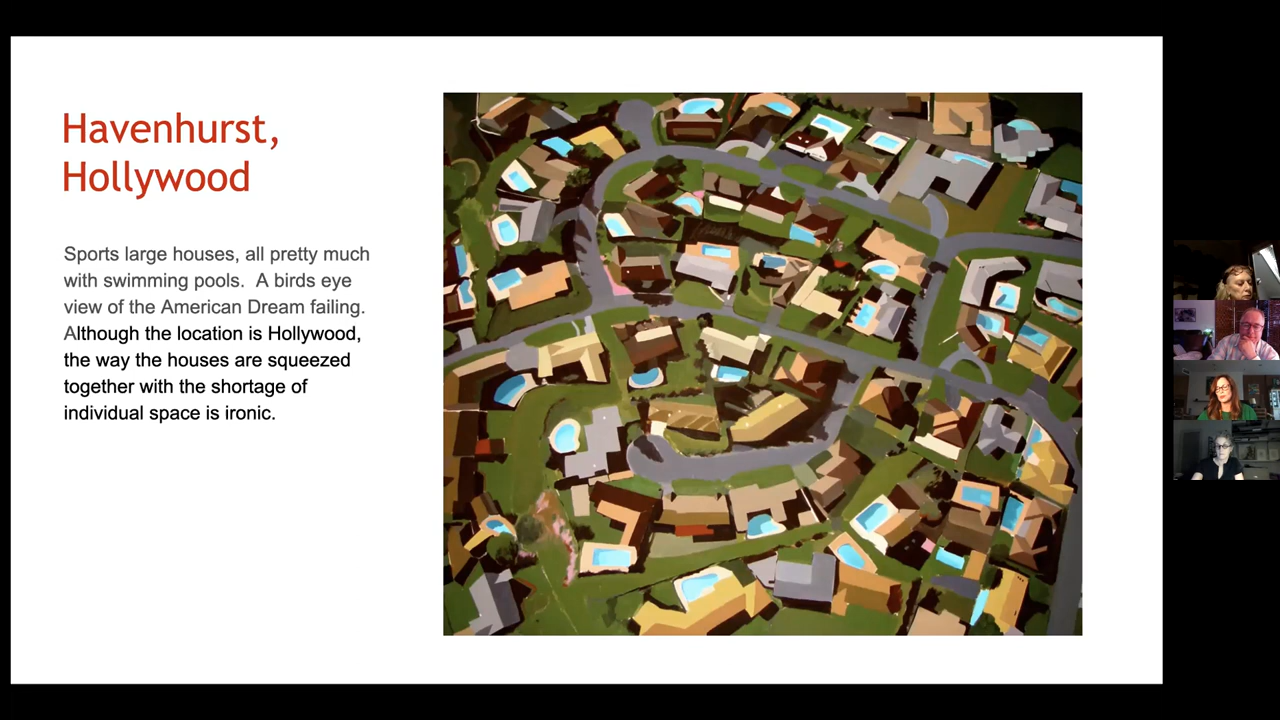 Havenhurst,
Hollywood
Sports large houses, all pretty much
with swimming pools.  A birds eye
view of the American Dream failing.
Although the location is Hollywood,
the way the houses are squeezed
together with the shortage of
individual space is ironic.